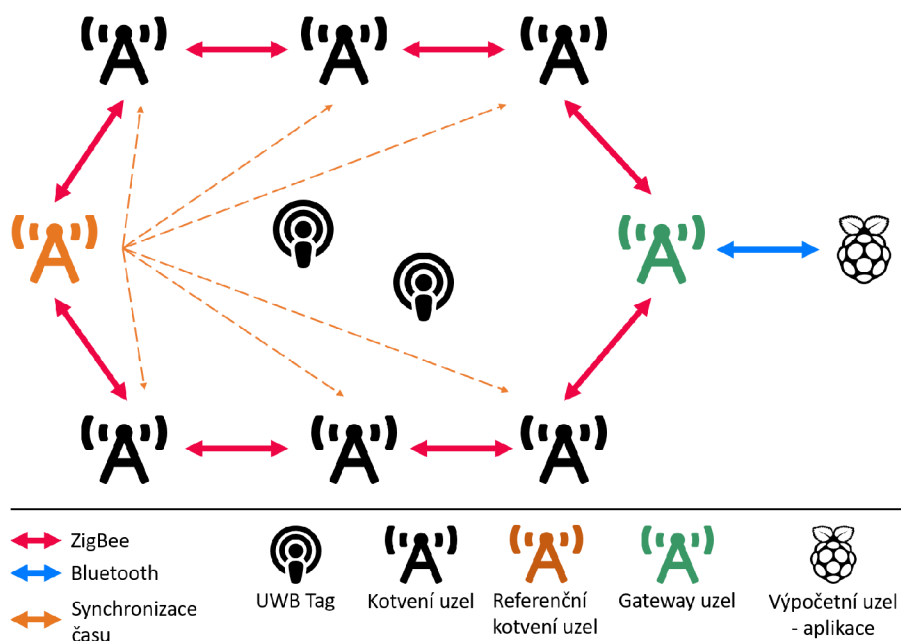 ZigBee
Bluetooth
Synchronizace
času
UWB Tag
Kotvení uzel
Referenční
kotvení uzel
Gateway uzel
Výpočetní uzel
- aplikace